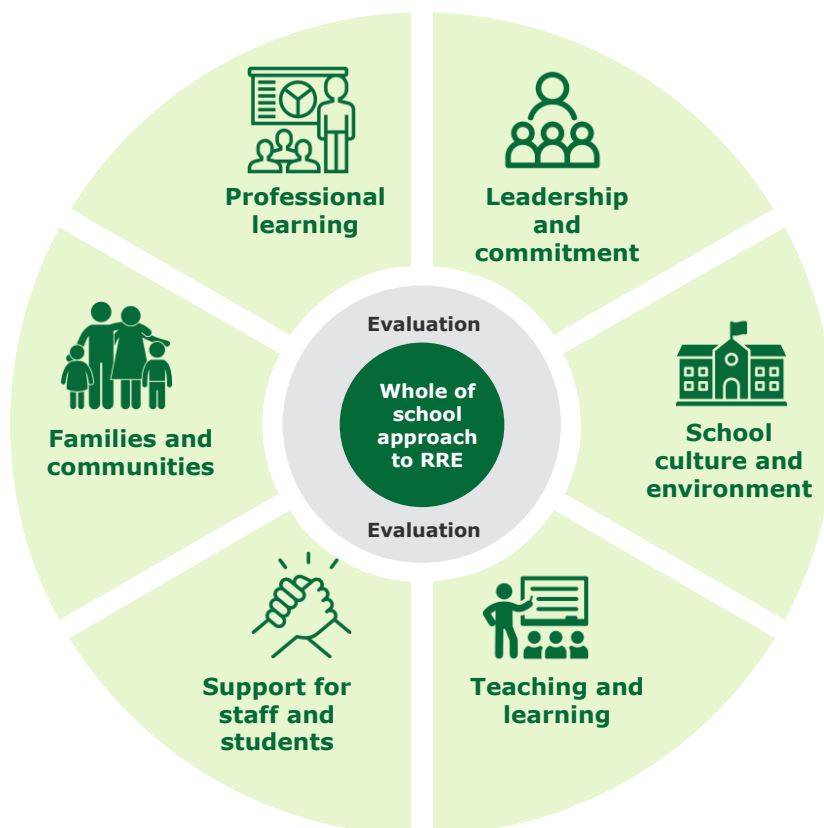 Professional
learning
Leadership
and
commitment
Families and
communities
Evaluation
Whole of
school
approach
to RRE
Evaluation
School
culture and
environment
Support for
staff and
students
Teaching and
learning